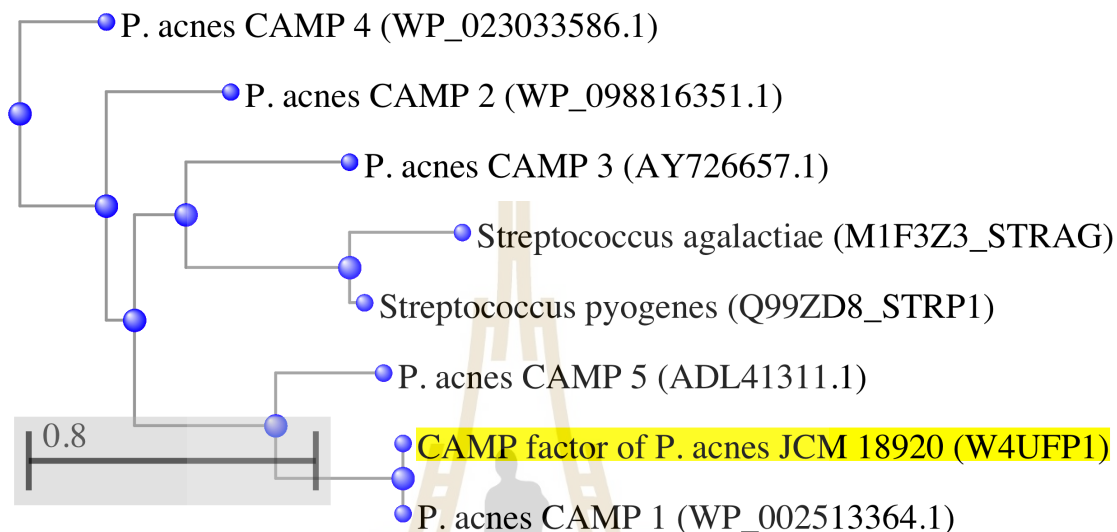 P. acnes CAMP 4 (WP_023033586.1)
P. acnes CAMP 2 (WP_098816351.1)
P. acnes CAMP 3 (AY726657.1)
Streptococcus agalactiae (M1F3Z3_STRAG)
Streptococcus pyogenes (Q99ZD8_STRP1)
P. acnes CAMP 5 (ADL41311.1)
0.8
CAMP factor of P. acnes JCM 18920 (W4UFP1)
P. acnes CAMP 1 (WP_002513364.1)